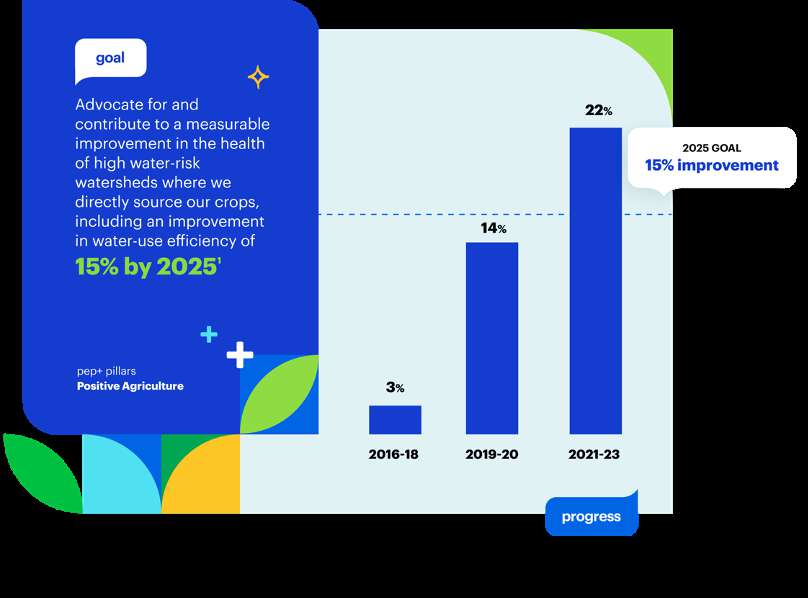 goal
Advocate for and
contribute to a measurable
improvement in the health
of high water-risk
watersheds where we
directly source our crops,
including an improvement
in water-use efficiency of
15% by 2025¹
pep+ pillars
Positive Agriculture
22%
2025 GOAL
15% improvement
14%
3%
2016-18
2019-20
2021-23
progress